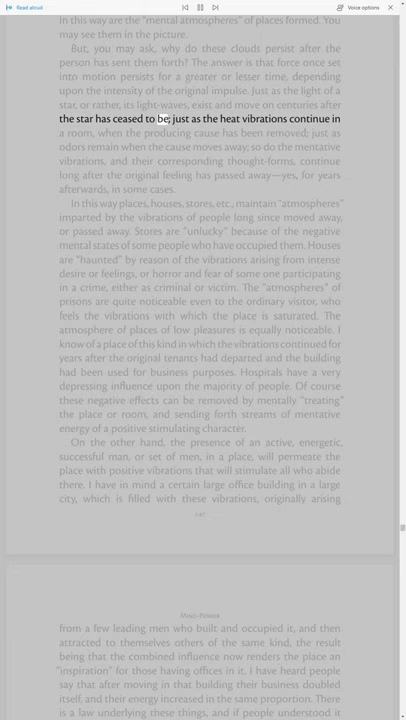 Read aloud
Voice options
in this way are the "mental atmospheres" of places formed. You
may see them in the picture.
But, you may ask, why do these clouds persist after the
person has sent them forth? The answer is that force once set
into motion persists for a greater or lesser time, depending
upon the intensity of the original impulse. Just as the light of a
star, or rather, its light-waves, exist and move on centuries after
the star has ceased to be; just as the heat vibrations continue in
a room, when the producing cause has been removed; just as
odors remain when the cause moves away; so do the mentative
vibrations, and their corresponding thought-forms, continue
long after the original feeling has passed away—yes, for years
afterwards, in some cases.
In this way places, houses, stores, etc., maintain "atmospheres"
imparted by the vibrations of people long since moved away,
or passed away. Stores are "unlucky" because of the negative
mental states of some people who have occupied them. Houses
are "haunted" by reason of the vibrations arising from intense
desire or feelings, or horror and fear of some one participating
in a crime, either as criminal or victim. The "atmospheres" of
prisons are quite noticeable even to the ordinary visitor, who
feels the vibrations with which the place is saturated. The
atmosphere of places of low pleasures is equally noticeable. I
know of a place of this kind in which the vibrations continued for
years after the original tenants had departed and the building
had been used for business purposes. Hospitals have a very
depressing influence upon the majority of people. Of course
these negative effects can be removed by mentally "treating"
the place or room, and sending forth streams of mentative
energy of a positive stimulating character.
On the other hand, the presence of an active, energetic,
successful man, or set of men, in a place, will permeate the
place with positive vibrations that will stimulate all who abide
there. I have in mind a certain large office building in a large
city, which is filled with these vibrations, originally arising
Mind-Power
from a few leading men who built and occupied it, and then
attracted to themselves others of the same kind, the result
being that the combined influence now renders the place an
"inspiration" for those having offices in it. I have heard people
say that after moving in that building their business doubled
itself, and their energy increased in the same proportion. There
is a law underlying these things, and if people understood it